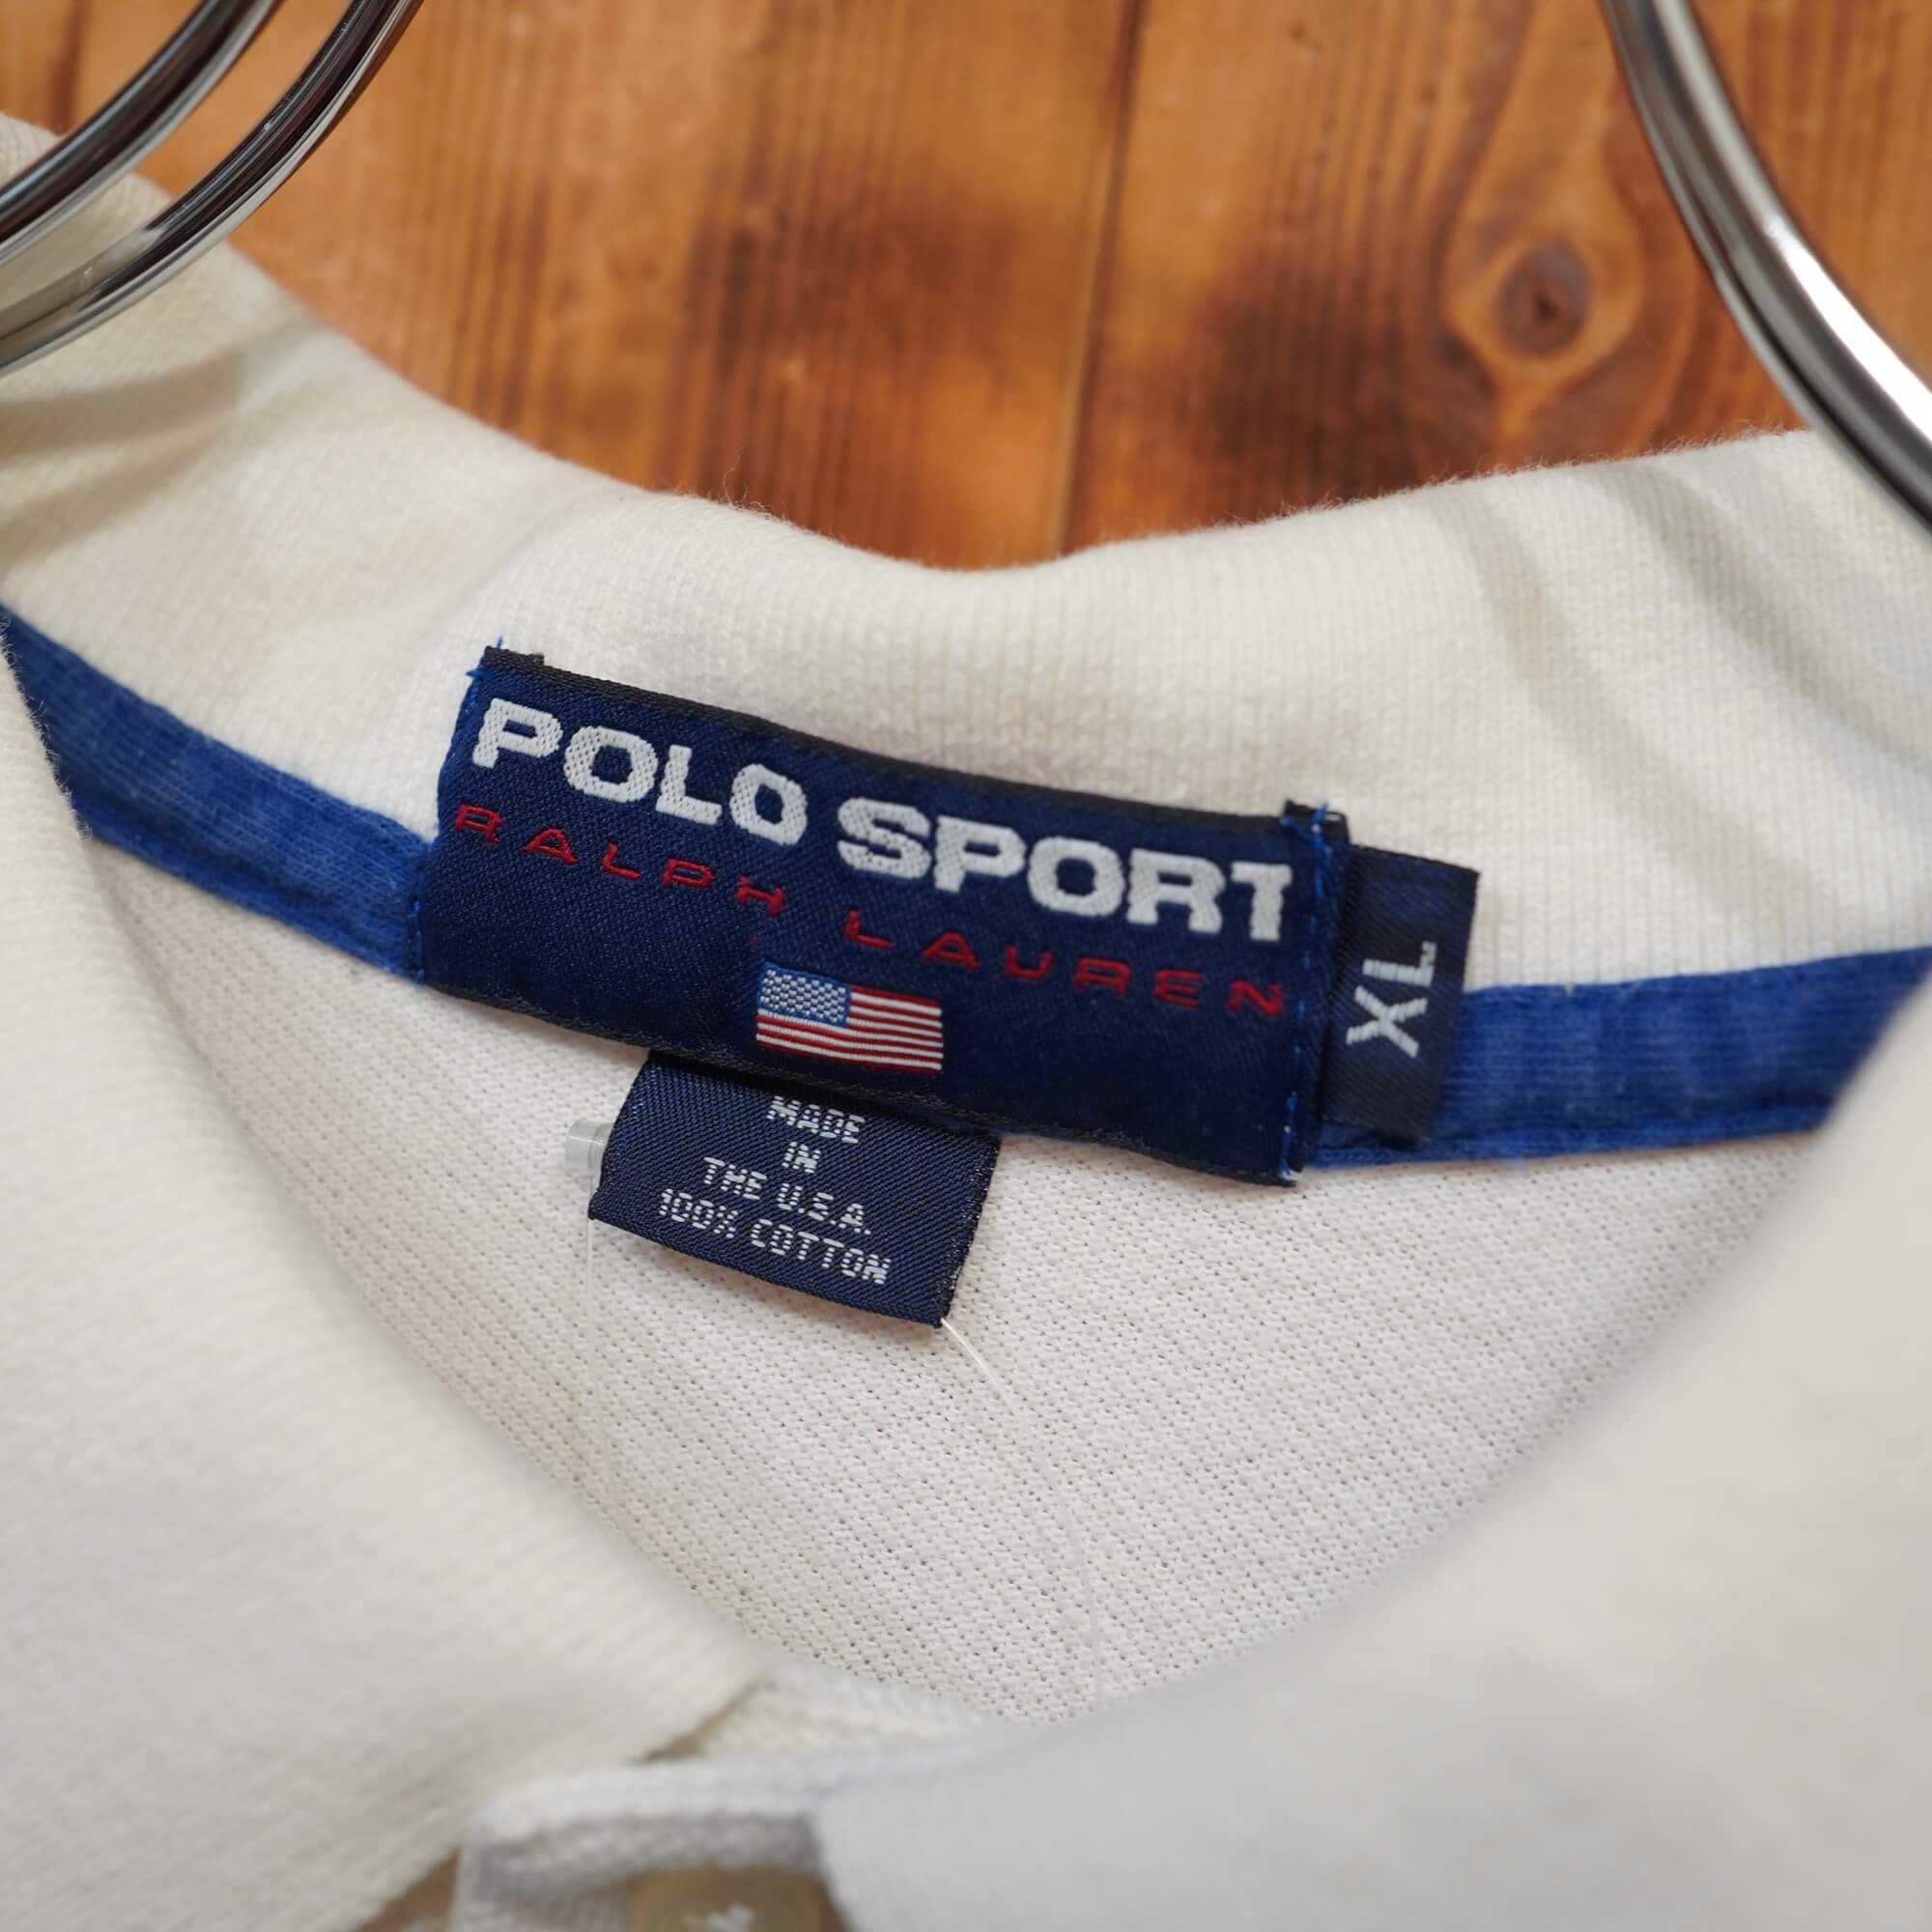 POLO SPORT
RALPH LAUREN
XL
MADE
IN
THE U.S.A.
100% COTTON